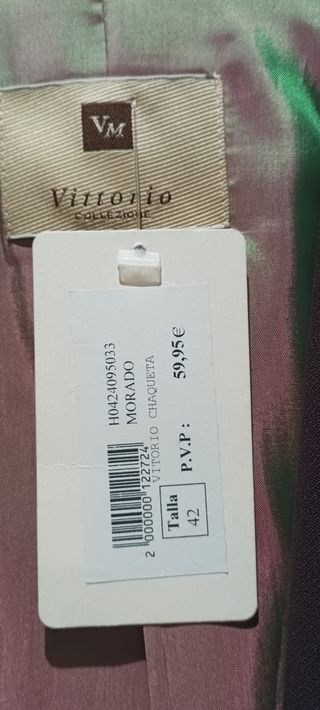 VM
Vittorio
COLLEZIONE
H0424095033
MORADO
2 000000 122724
VITORIO CHAQUETA
Talla
42
P.V.P : 59,95€